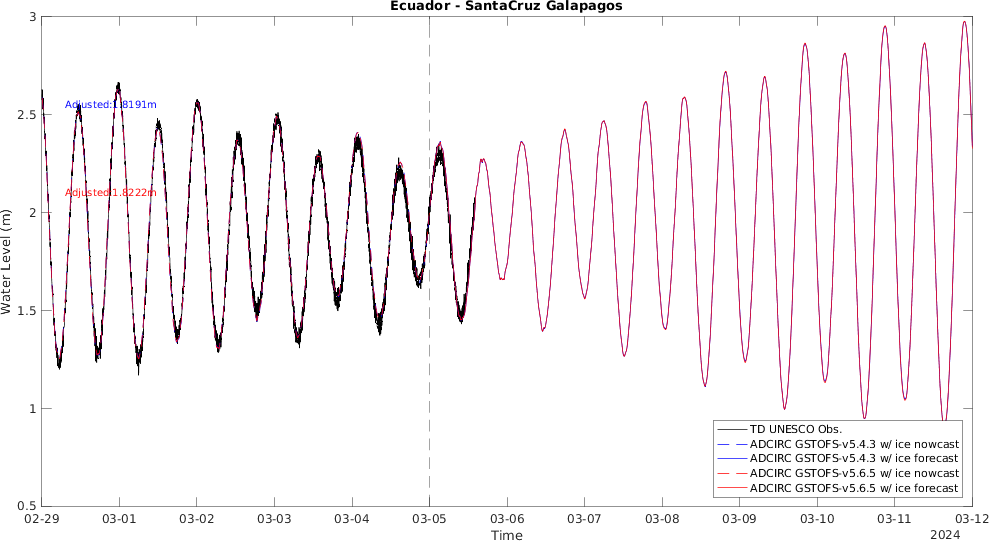 Ecuador - SantaCruz Galapagos
3
2.5
2
1.5
1
0.5
Water Level (m)
Adjusted:1.8191m
Adjusted:1.8222m
TD UNESCO Obs.
ADCIRC GSTOFS-v5.4.3 w/ ice nowcast
ADCIRC GSTOFS-v5.4.3 w/ ice forecast
ADCIRC GSTOFS-v5.6.5 w/ ice nowcast
ADCIRC GSTOFS-v5.6.5 w/ ice forecast
02-29 03-01 03-02 03-03 03-04 03-05 03-06 03-07 03-08 03-09 03-10 03-11 03-12
Time
2024